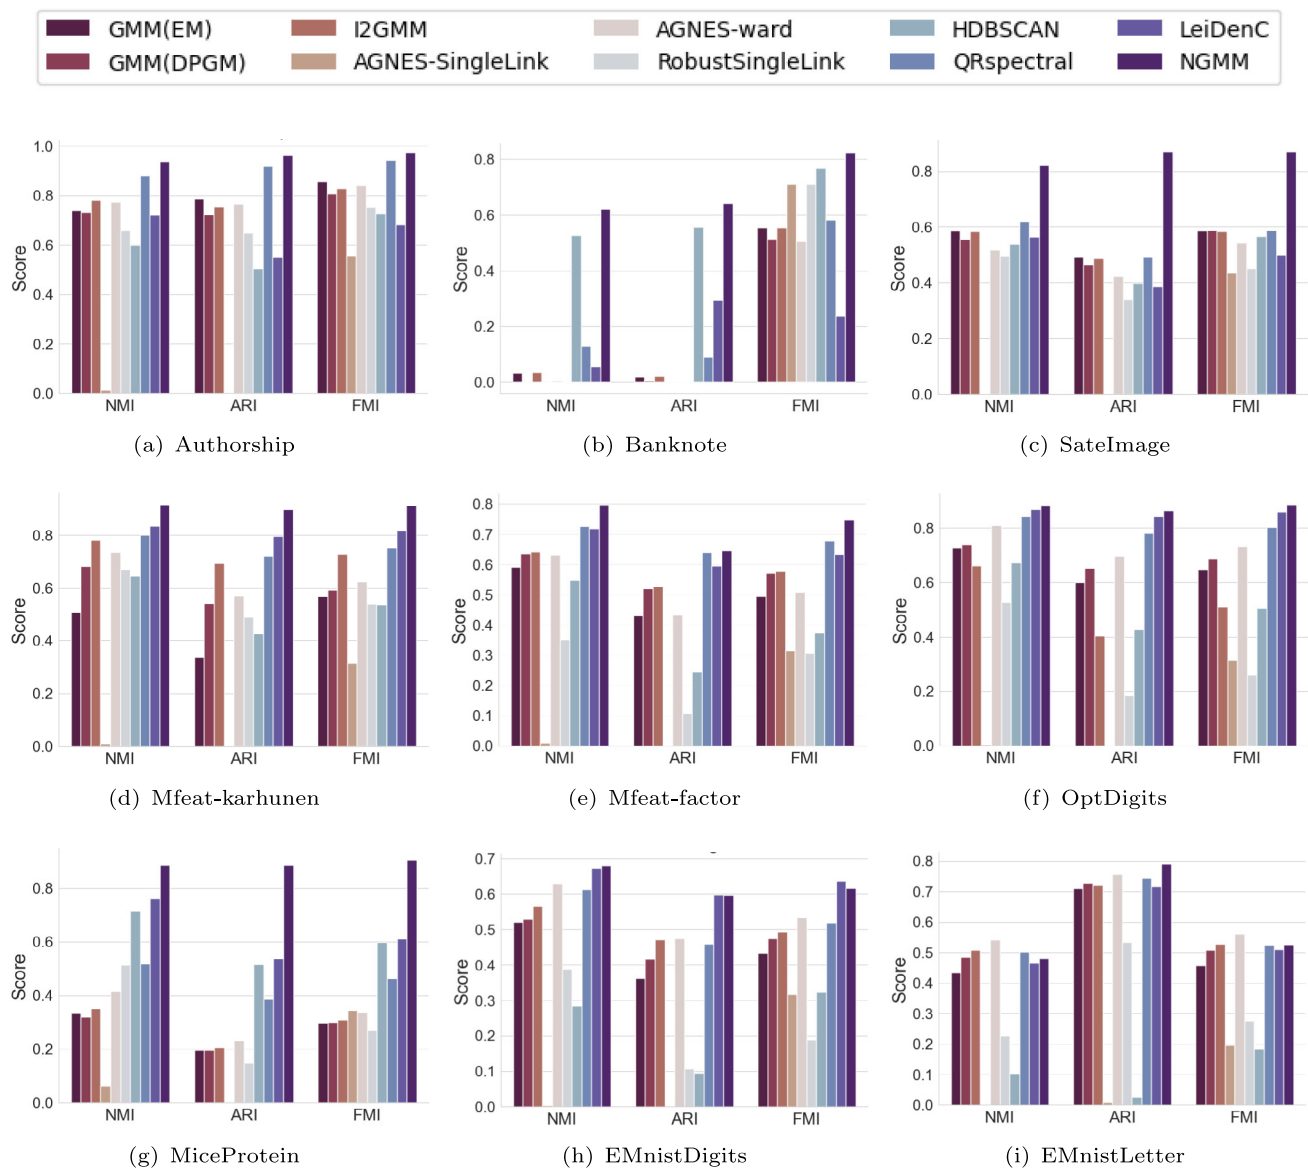 GMM(EM) I2GMM AGNES-ward HDBSCAN LeiDenC
GMM(DPGM) AGNES-SingleLink RobustSingleLink QRspectral NGMM
1.0
0.8
0.6
0.4
0.2
0.0
Score
NMI ARI FMI
(a) Authorship
0.8
0.6
0.4
0.2
0.0
Score
NMI ARI FMI
(b) Banknote
0.8
0.6
0.4
0.2
0.0
Score
NMI ARI FMI
(c) SateImage
0.8
0.6
0.4
0.2
0.0
Score
NMI ARI FMI
(d) Mfeat-karhunen
0.8
0.7
0.6
0.5
0.4
0.3
0.2
0.1
0.0
Score
NMI ARI FMI
(e) Mfeat-factor
0.8
0.6
0.4
0.2
0.0
Score
NMI ARI FMI
(f) OptDigits
0.8
0.6
0.4
0.2
0.0
Score
NMI ARI FMI
(g) MiceProtein
0.7
0.6
0.5
0.4
0.3
0.2
0.1
0.0
Score
NMI ARI FMI
(h) EMnistDigits
0.8
0.7
0.6
0.5
0.4
0.3
0.2
0.1
0.0
Score
NMI ARI FMI
(i) EMnistLetter